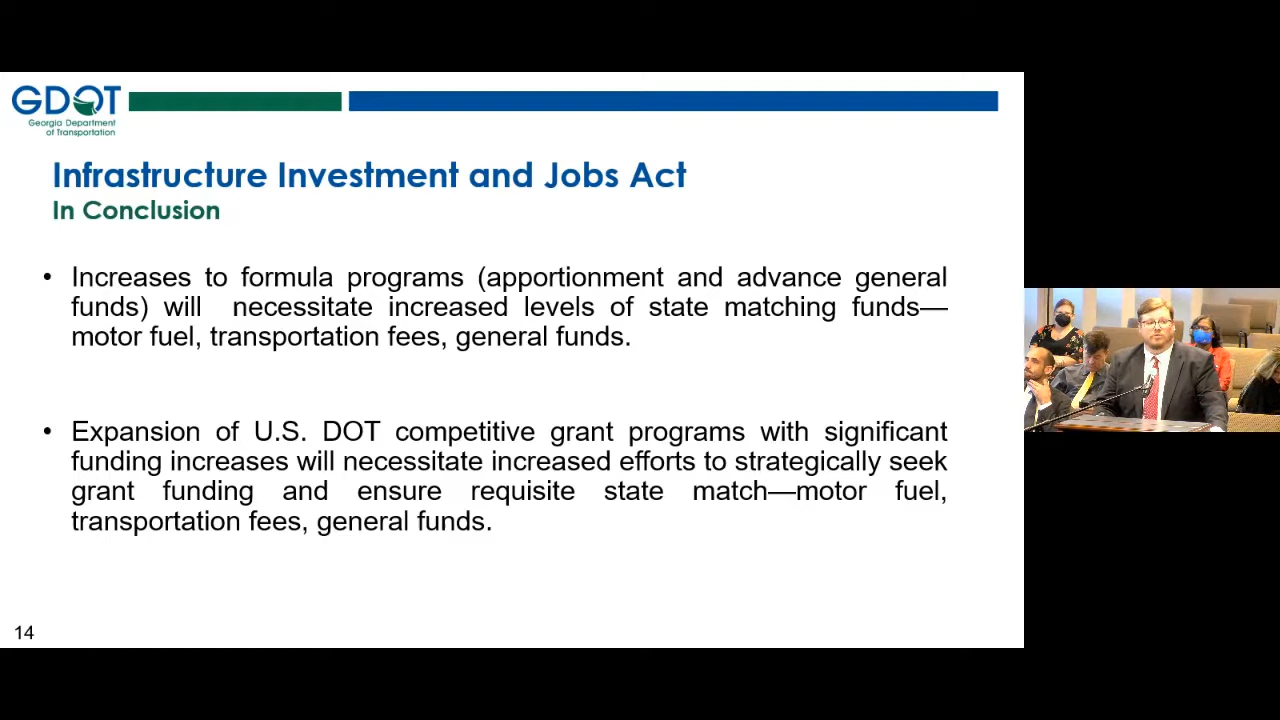 GDOT
Georgia Department
of Transportation
Infrastructure Investment and Jobs Act
In Conclusion
• Increases to formula programs (apportionment and advance general
funds) will necessitate increased levels of state matching funds—
motor fuel, transportation fees, general funds.
• Expansion of U.S. DOT competitive grant programs with significant
funding increases will necessitate increased efforts to strategically seek
grant funding and ensure requisite state match—motor fuel,
transportation fees, general funds.
14